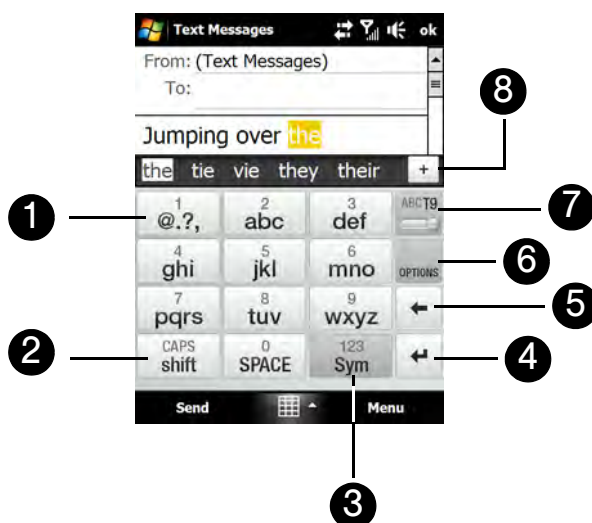 Text Messages ok
From: (Text Messages)
To:
Jumping over the
the tie vie they their +
8
1 2 3 ABC T9
@.?, abc def
1
7
4 5 6
ghi jkl mno OPTIONS
6
7 8 9
pqrs tuv wxyz
5
CAPS 0 123
shift SPACE Sym
2
4
Send Menu
3